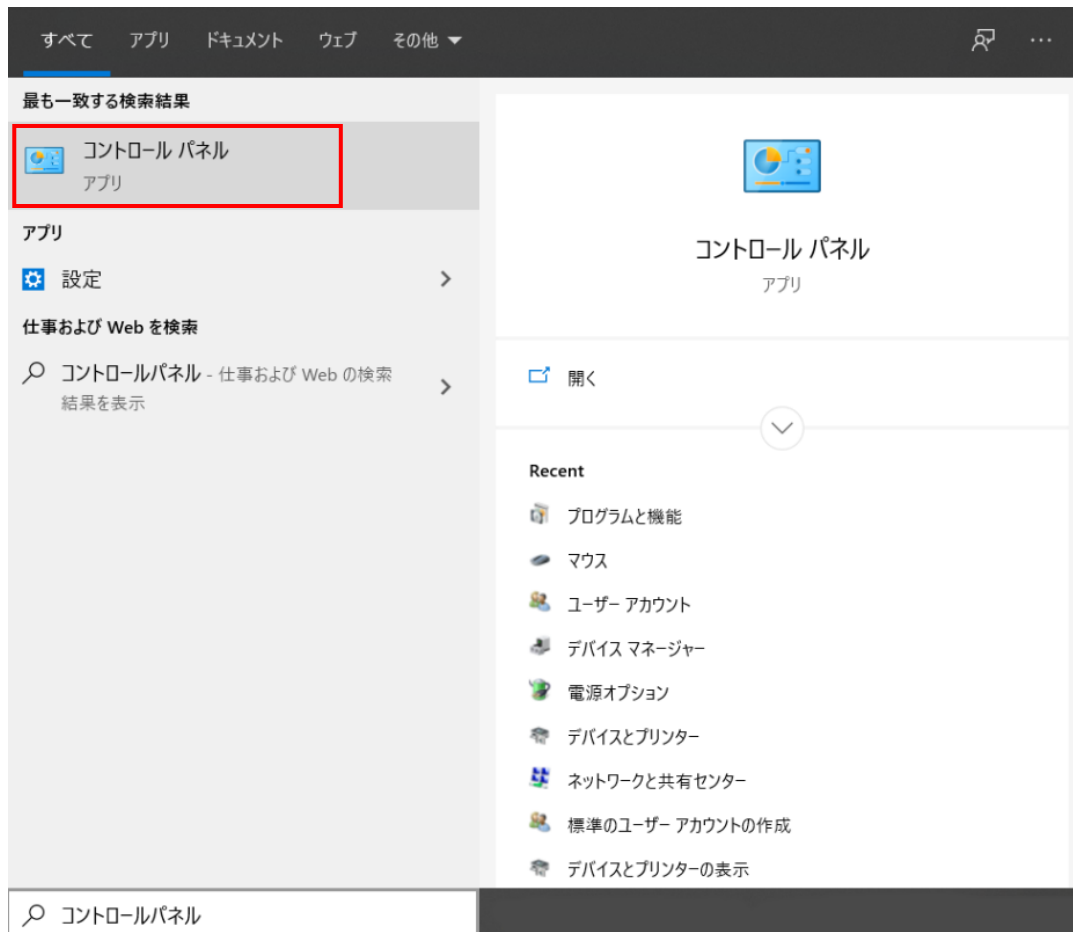 すべて アプリ ドキュメント ウェブ その他
最も一致する検索結果
コントロール パネル
アプリ
アプリ
設定
仕事および Web を検索
コントロールパネル - 仕事および Web の検索
結果を表示
コントロール パネル
アプリ
開く
Recent
プログラムと機能
マウス
ユーザー アカウント
デバイス マネージャー
電源オプション
デバイスとプリンター
ネットワークと共有センター
標準のユーザー アカウントの作成
デバイスとプリンターの表示
コントロールパネル